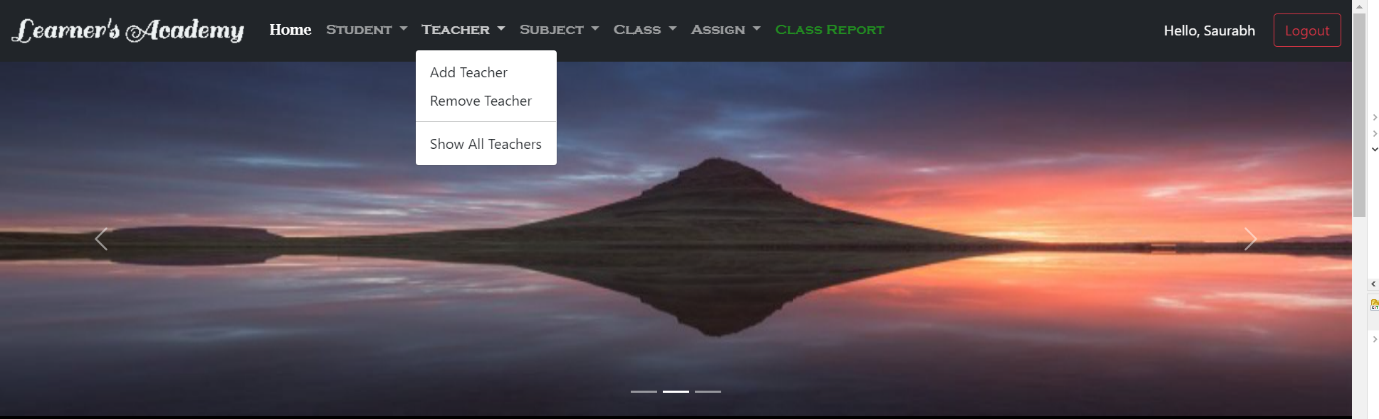 Learner's Academy Home Student Teacher Subject Class Assign Class Report Hello, Saurabh Logout
Add Teacher
Remove Teacher
Show All Teachers